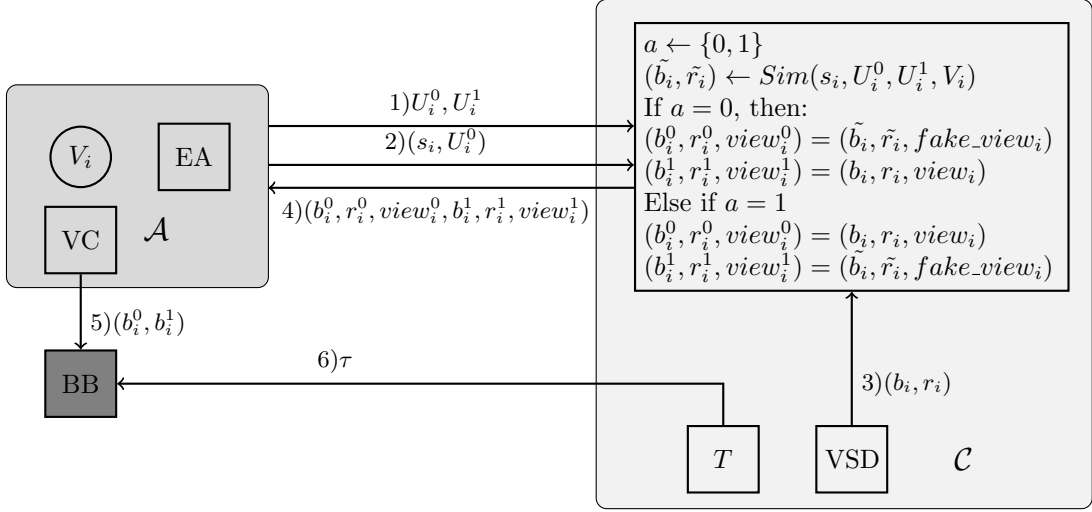 a ← {0, 1}
(b̃_i, r̃_i) ← Sim(s_i, U_i^0, U_i^1, V_i)
If a = 0, then:
(b_i^0, r_i^0, view_i^0) = (b̃_i, r̃_i, fake_view_i)
(b_i^1, r_i^1, view_i^1) = (b_i, r_i, view_i)
Else if a = 1
(b_i^0, r_i^0, view_i^0) = (b_i, r_i, view_i)
(b_i^1, r_i^1, view_i^1) = (b̃_i, r̃_i, fake_view_i)
1)U_i^0, U_i^1
2)(s_i, U_i^0)
4)(b_i^0, r_i^0, view_i^0, b_i^1, r_i^1, view_i^1)
V_i
EA
VC
𝒜
5)(b_i^0, b_i^1)
BB
6)τ
3)(b_i, r_i)
T
VSD
𝒞